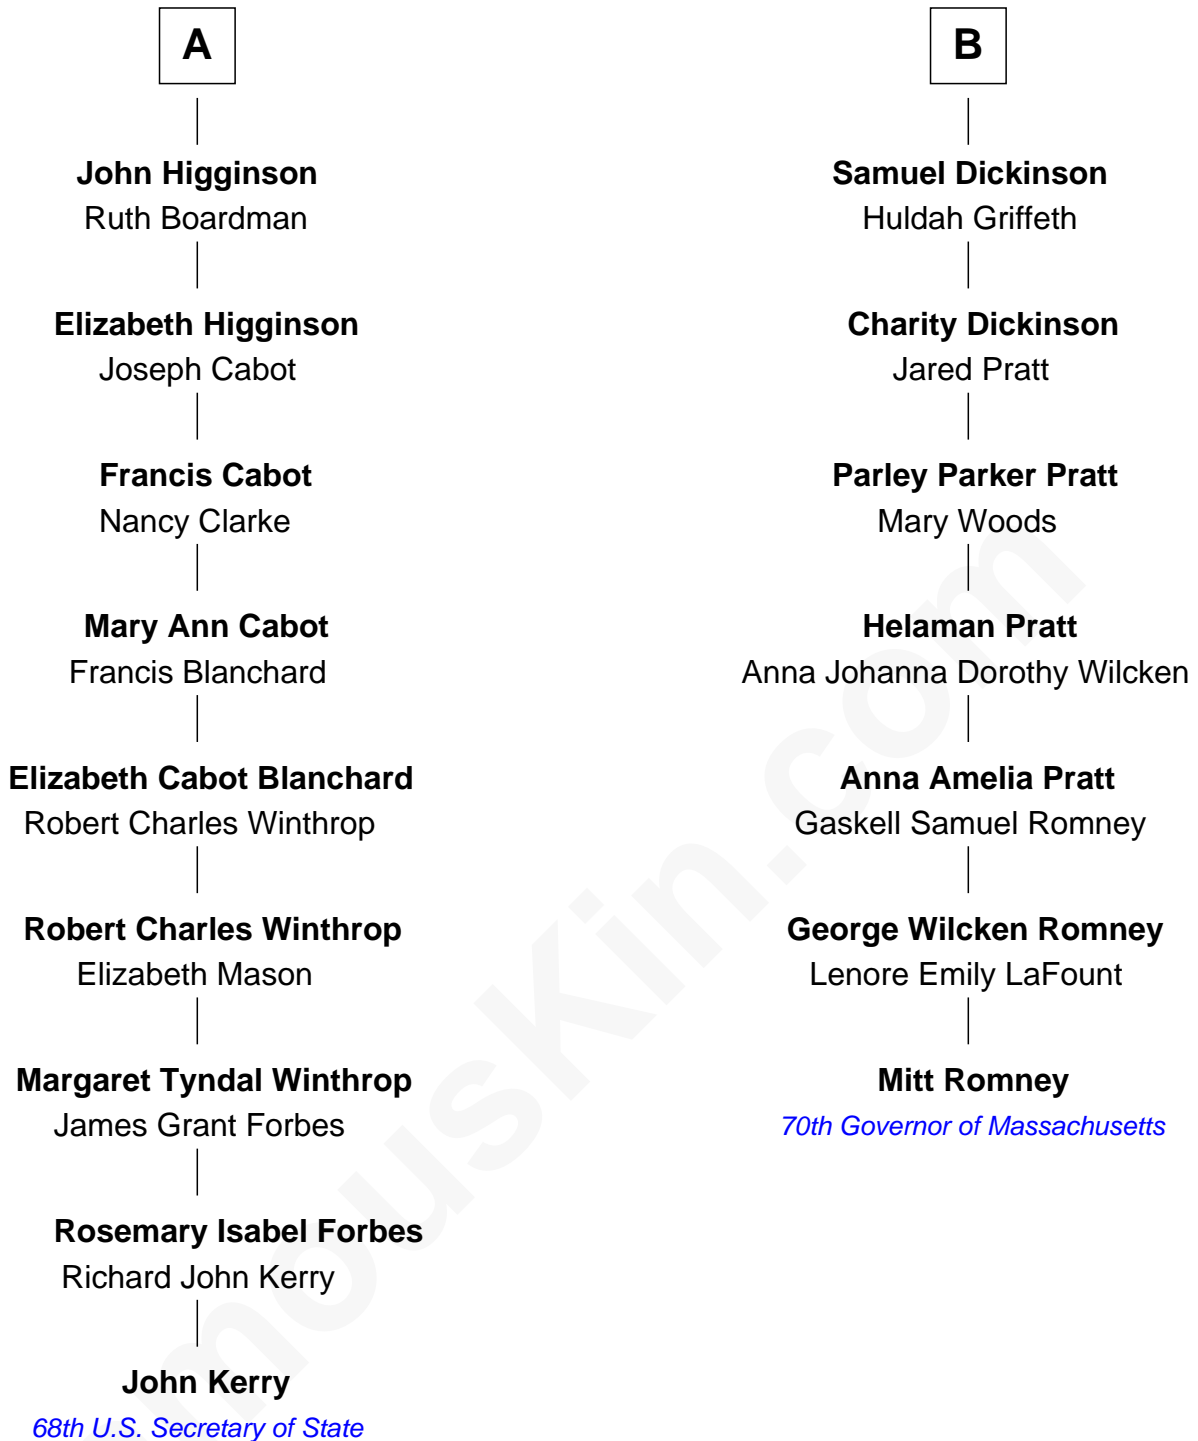 A
John Higginson
Ruth Boardman
Elizabeth Higginson
Joseph Cabot
Francis Cabot
Nancy Clarke
Mary Ann Cabot
Francis Blanchard
Elizabeth Cabot Blanchard
Robert Charles Winthrop
Robert Charles Winthrop
Elizabeth Mason
Margaret Tyndal Winthrop
James Grant Forbes
Rosemary Isabel Forbes
Richard John Kerry
John Kerry
68th U.S. Secretary of State
B
Samuel Dickinson
Huldah Griffeth
Charity Dickinson
Jared Pratt
Parley Parker Pratt
Mary Woods
Helaman Pratt
Anna Johanna Dorothy Wilcken
Anna Amelia Pratt
Gaskell Samuel Romney
George Wilcken Romney
Lenore Emily LaFount
Mitt Romney
70th Governor of Massachusetts
mousKin.com